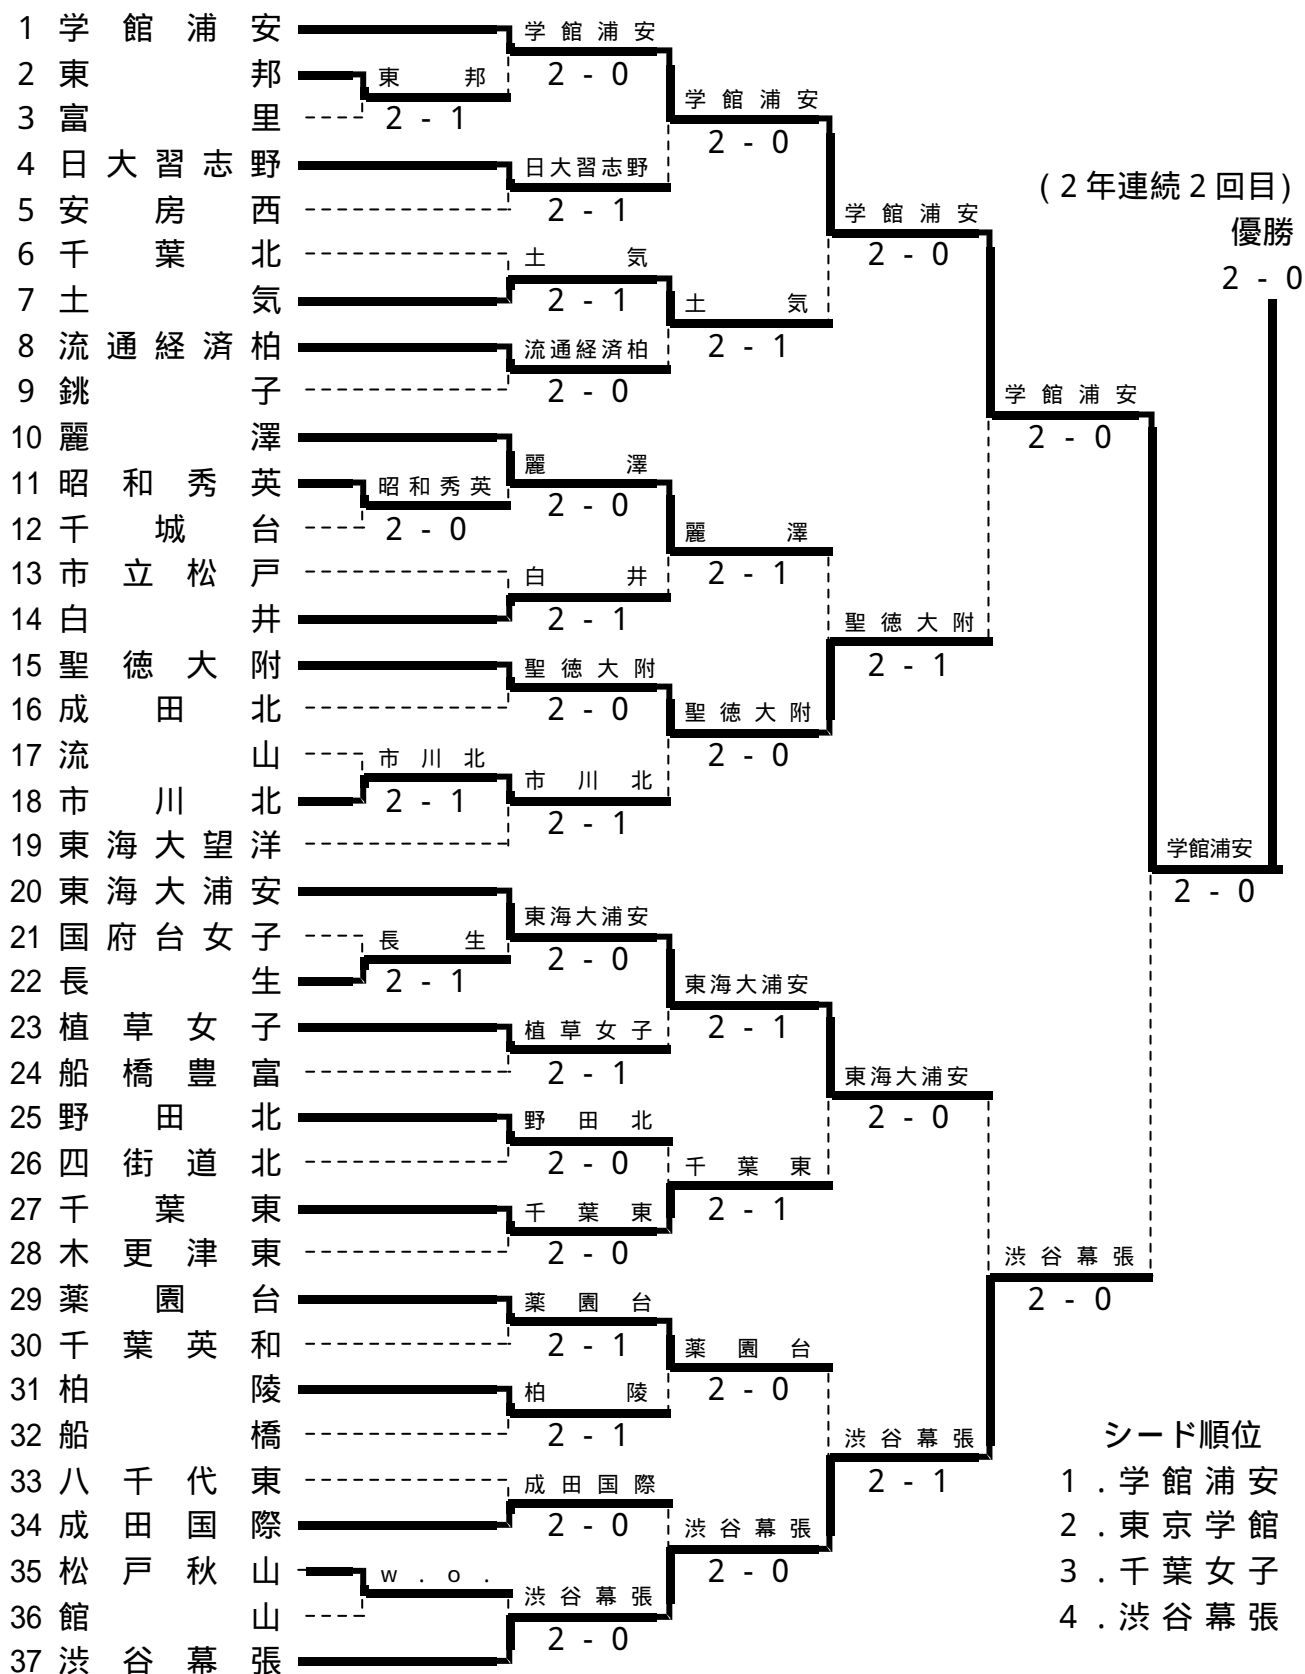 1 学館浦安
2 東邦
3 富里
4 日大習志野
5 安房西
6 千葉北
7 土気
8 流通経済柏
9 銚子
10 麗澤
11 昭和秀英
12 千城台
13 市立松戸
14 白井
15 聖徳大附
16 成田北
17 流山
18 市川北
19 東海大望洋
20 東海大浦安
21 国府台女子
22 長生
23 植草女子
24 船橋豊富
25 野田北
26 四街道北
27 千葉東
28 木更津東
29 薬園台
30 千葉英和
31 柏陵
32 船橋
33 八千代東
34 成田国際
35 松戸秋山
36 館山
37 渋谷幕張
東邦
2 - 1
昭和秀英
2 - 0
市川北
2 - 1
長生
2 - 1
w . o .
学館浦安
2 - 0
日大習志野
2 - 1
土気
2 - 1
流通経済柏
2 - 0
麗澤
2 - 0
白井
2 - 1
聖徳大附
2 - 0
市川北
2 - 1
東海大浦安
2 - 0
植草女子
2 - 1
野田北
2 - 0
千葉東
2 - 0
薬園台
2 - 1
柏陵
2 - 1
成田国際
2 - 0
渋谷幕張
2 - 0
学館浦安
2 - 0
土気
2 - 1
麗澤
2 - 1
聖徳大附
2 - 0
東海大浦安
2 - 1
千葉東
2 - 1
薬園台
2 - 0
渋谷幕張
2 - 0
学館浦安
2 - 0
聖徳大附
2 - 1
東海大浦安
2 - 0
渋谷幕張
2 - 1
学館浦安
2 - 0
渋谷幕張
2 - 0
学館浦安
2 - 0
(2年連続2回目)
優勝
2 - 0
シード順位
1．学館浦安
2．東京学館
3．千葉女子
4．渋谷幕張